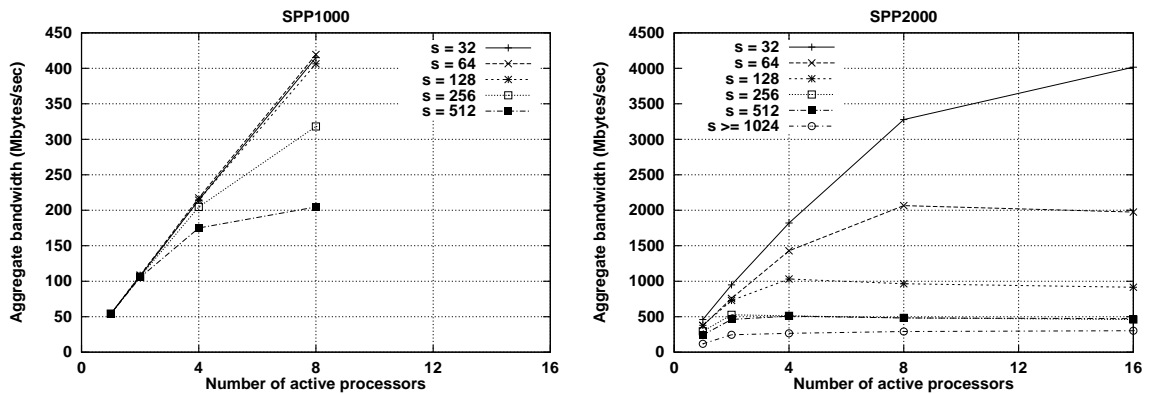 SPP1000
450
400
350
300
250
200
150
100
50
0
0 4 8 12 16
Aggregate bandwidth (Mbytes/sec)
Number of active processors
s = 32
s = 64
s = 128
s = 256
s = 512
SPP2000
4500
4000
3500
3000
2500
2000
1500
1000
500
0
0 4 8 12 16
Aggregate bandwidth (Mbytes/sec)
Number of active processors
s = 32
s = 64
s = 128
s = 256
s = 512
s >= 1024